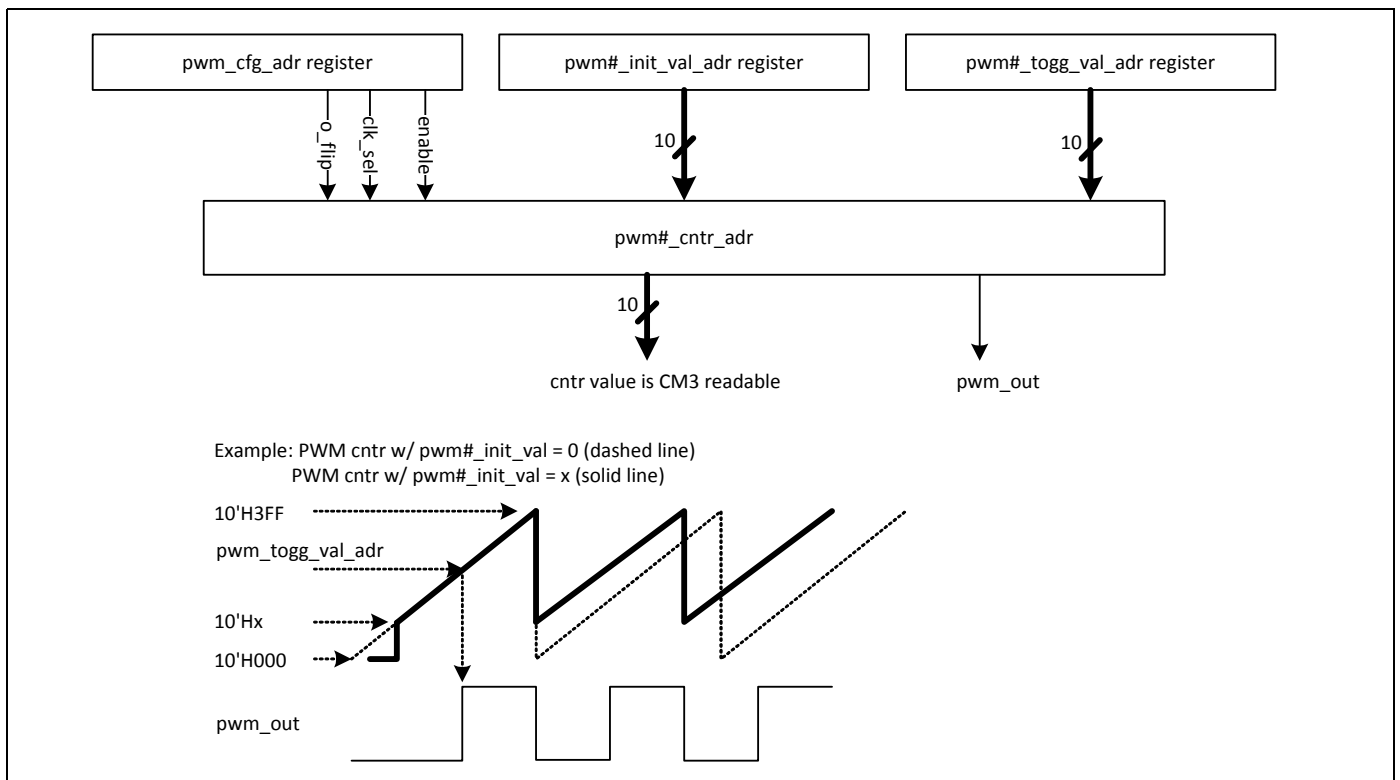 pwm_cfg_adr register
pwm#_init_val_adr register
pwm#_togg_val_adr register
o_flip
clk_sel
enable
10
10
pwm#_cntr_adr
10
cntr value is CM3 readable
pwm_out
Example: PWM cntr w/ pwm#_init_val = 0 (dashed line)
PWM cntr w/ pwm#_init_val = x (solid line)
10'H3FF
pwm_togg_val_adr
10'Hx
10'H000
pwm_out